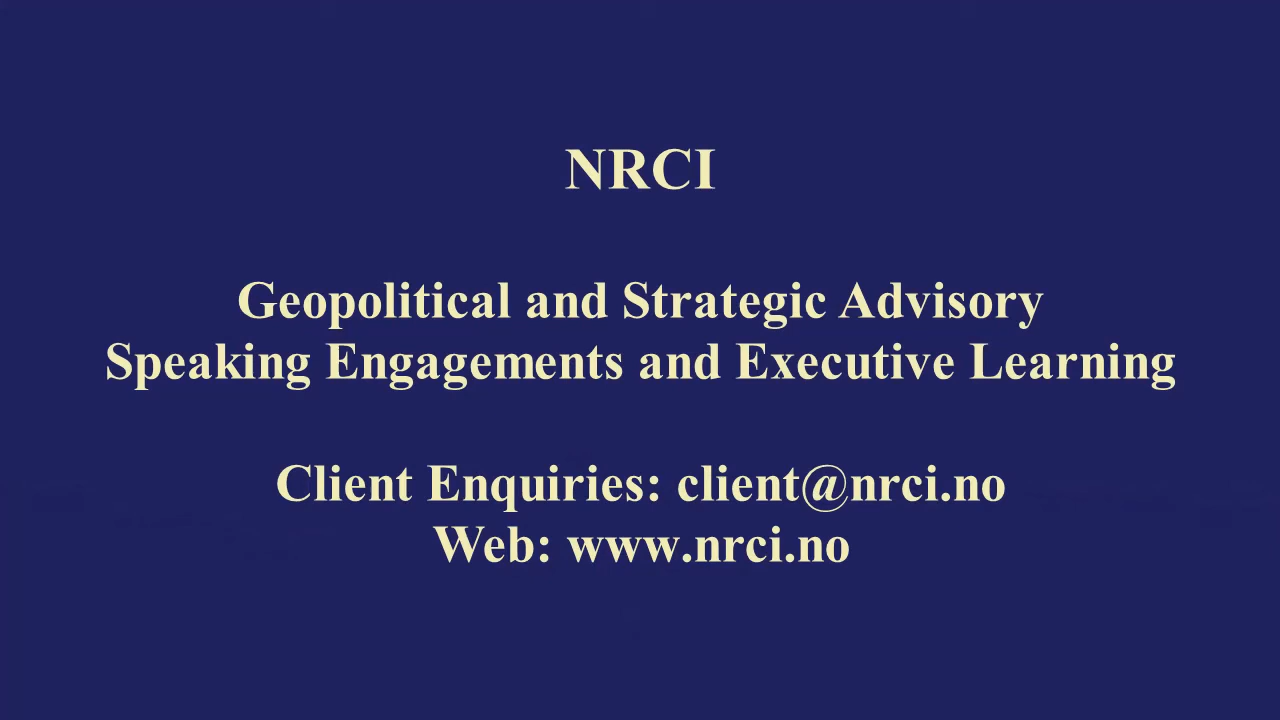 NRCI
Geopolitical and Strategic Advisory
Speaking Engagements and Executive Learning
Client Enquiries: client@nrci.no
Web: www.nrci.no